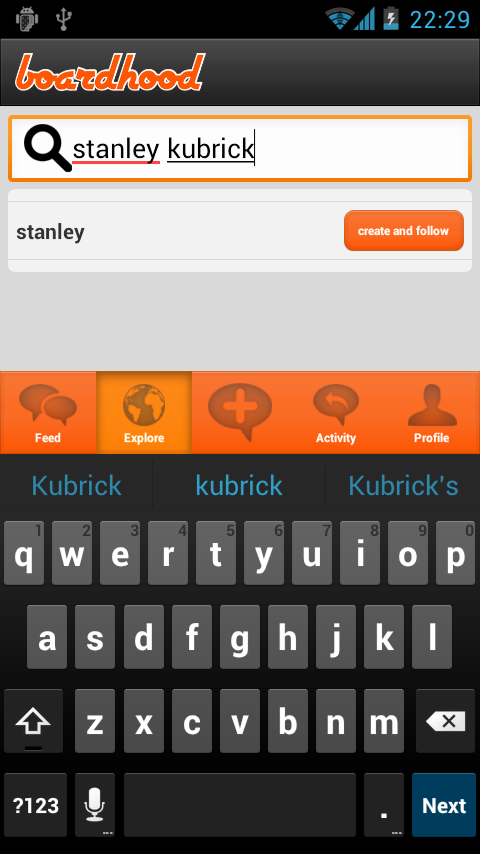 22:29
boardhood
stanley kubrick
stanley create and follow
Feed Explore Activity Profile
Kubrick kubrick Kubrick's
1 2 3 4 5 6 7 8 9 0
q w e r t y u i o p
a s d f g h j k l
z x c v b n m
?123 ... . ... Next